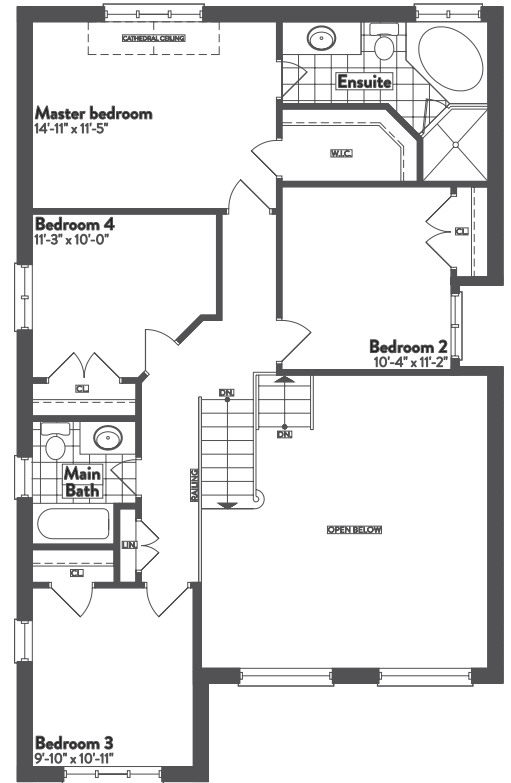 CATHEDRAL CEILING
Ensuite
Master bedroom
14'-11" x 11'-5"
W.I.C.
Bedroom 4
11'-3" x 10'-0"
CL
Bedroom 2
10'-4" x 11'-2"
CL
DN.
DN.
Main
Bath
RAILING
OPEN BELOW
LIN.
CL
Bedroom 3
9'-10" x 10'-11"